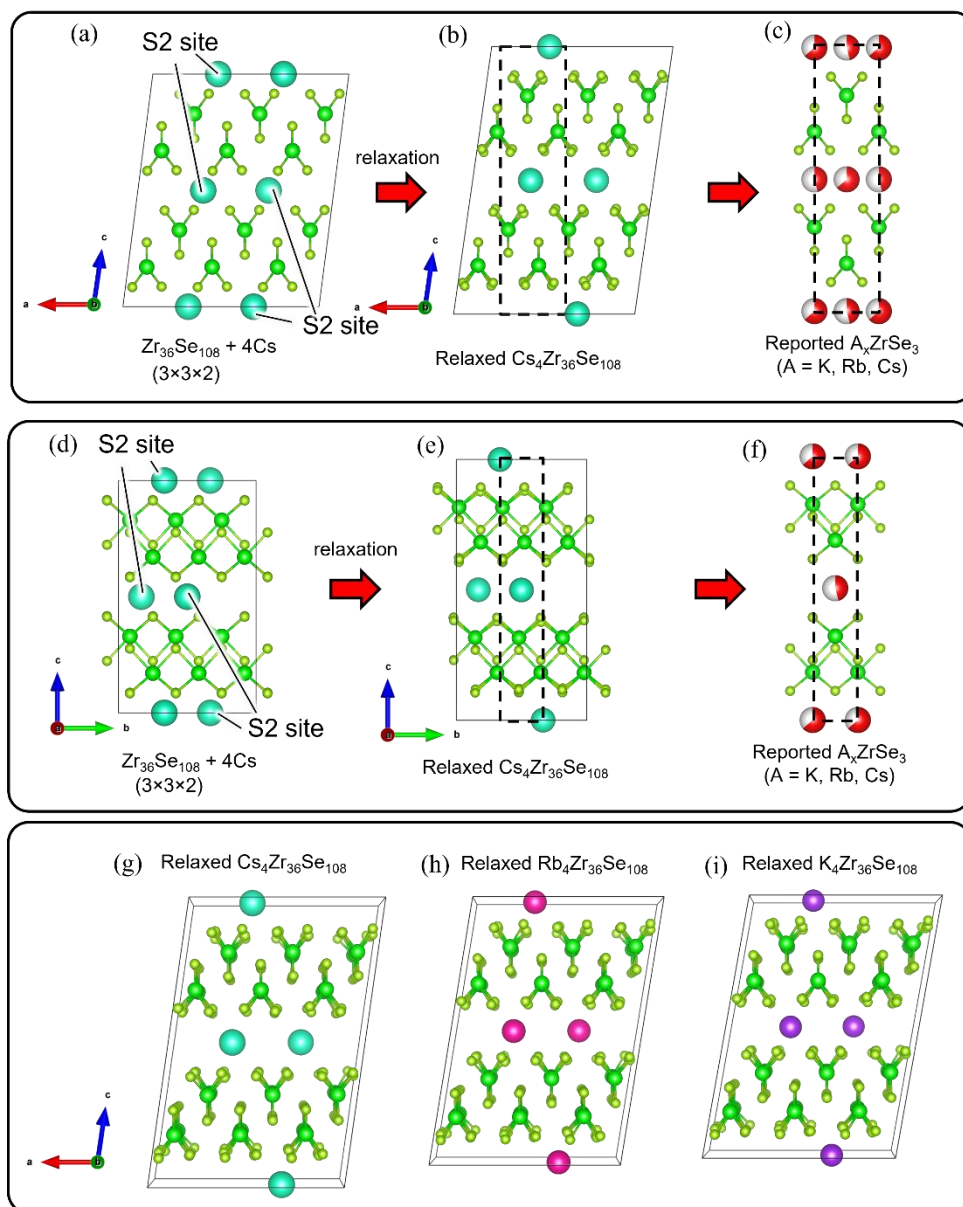 (a)
S2 site
(b)
(c)
relaxation
c
a
b
S2 site
c
a
b
Zr36Se108 + 4Cs
(3×3×2)
Relaxed Cs4Zr36Se108
Reported AxZrSe3
(A = K, Rb, Cs)
(d)
S2 site
(e)
(f)
relaxation
c
a
b
S2 site
c
a
b
Zr36Se108 + 4Cs
(3×3×2)
Relaxed Cs4Zr36Se108
Reported AxZrSe3
(A = K, Rb, Cs)
(g) Relaxed Cs4Zr36Se108
(h) Relaxed Rb4Zr36Se108
(i) Relaxed K4Zr36Se108
c
a
b